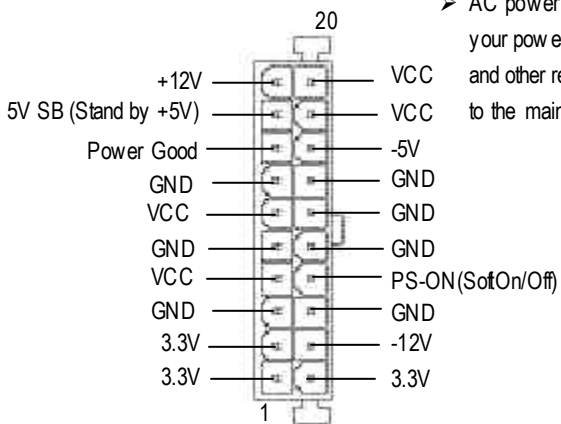 20
➢ AC power
your power
and other re
to the main
+12V
VCC
5V SB (Stand by +5V)
VCC
Power Good
-5V
GND
GND
VCC
GND
GND
GND
VCC
PS-ON(SoftOn/Off)
GND
GND
3.3V
-12V
3.3V
3.3V
1